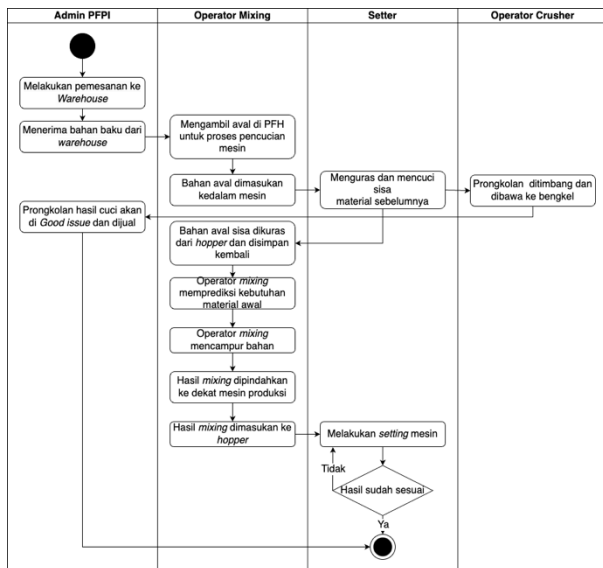 Admin PFPI
Operator Mixing
Setter
Operator Crusher
Melakukan pemesanan ke
Warehouse
Menerima bahan baku dari
warehouse
Mengambil aval di PFH
untuk proses pencucian
mesin
Bahan aval dimasukan
kedalam mesin
Menguras dan mencuci
sisa
material sebelumnya
Prongkolan ditimbang dan
dibawa ke bengkel
Prongkolan hasil cuci akan
di Good issue dan dijual
Bahan aval sisa dikuras
dari hopper dan disimpan
kembali
Operator mixing
memprediksi kebutuhan
material awal
Operator mixing
mencampur bahan
Hasil mixing dipindahkan
ke dekat mesin produksi
Hasil mixing dimasukan ke
hopper
Melakukan setting mesin
Tidak
Hasil sudah sesuai
Ya